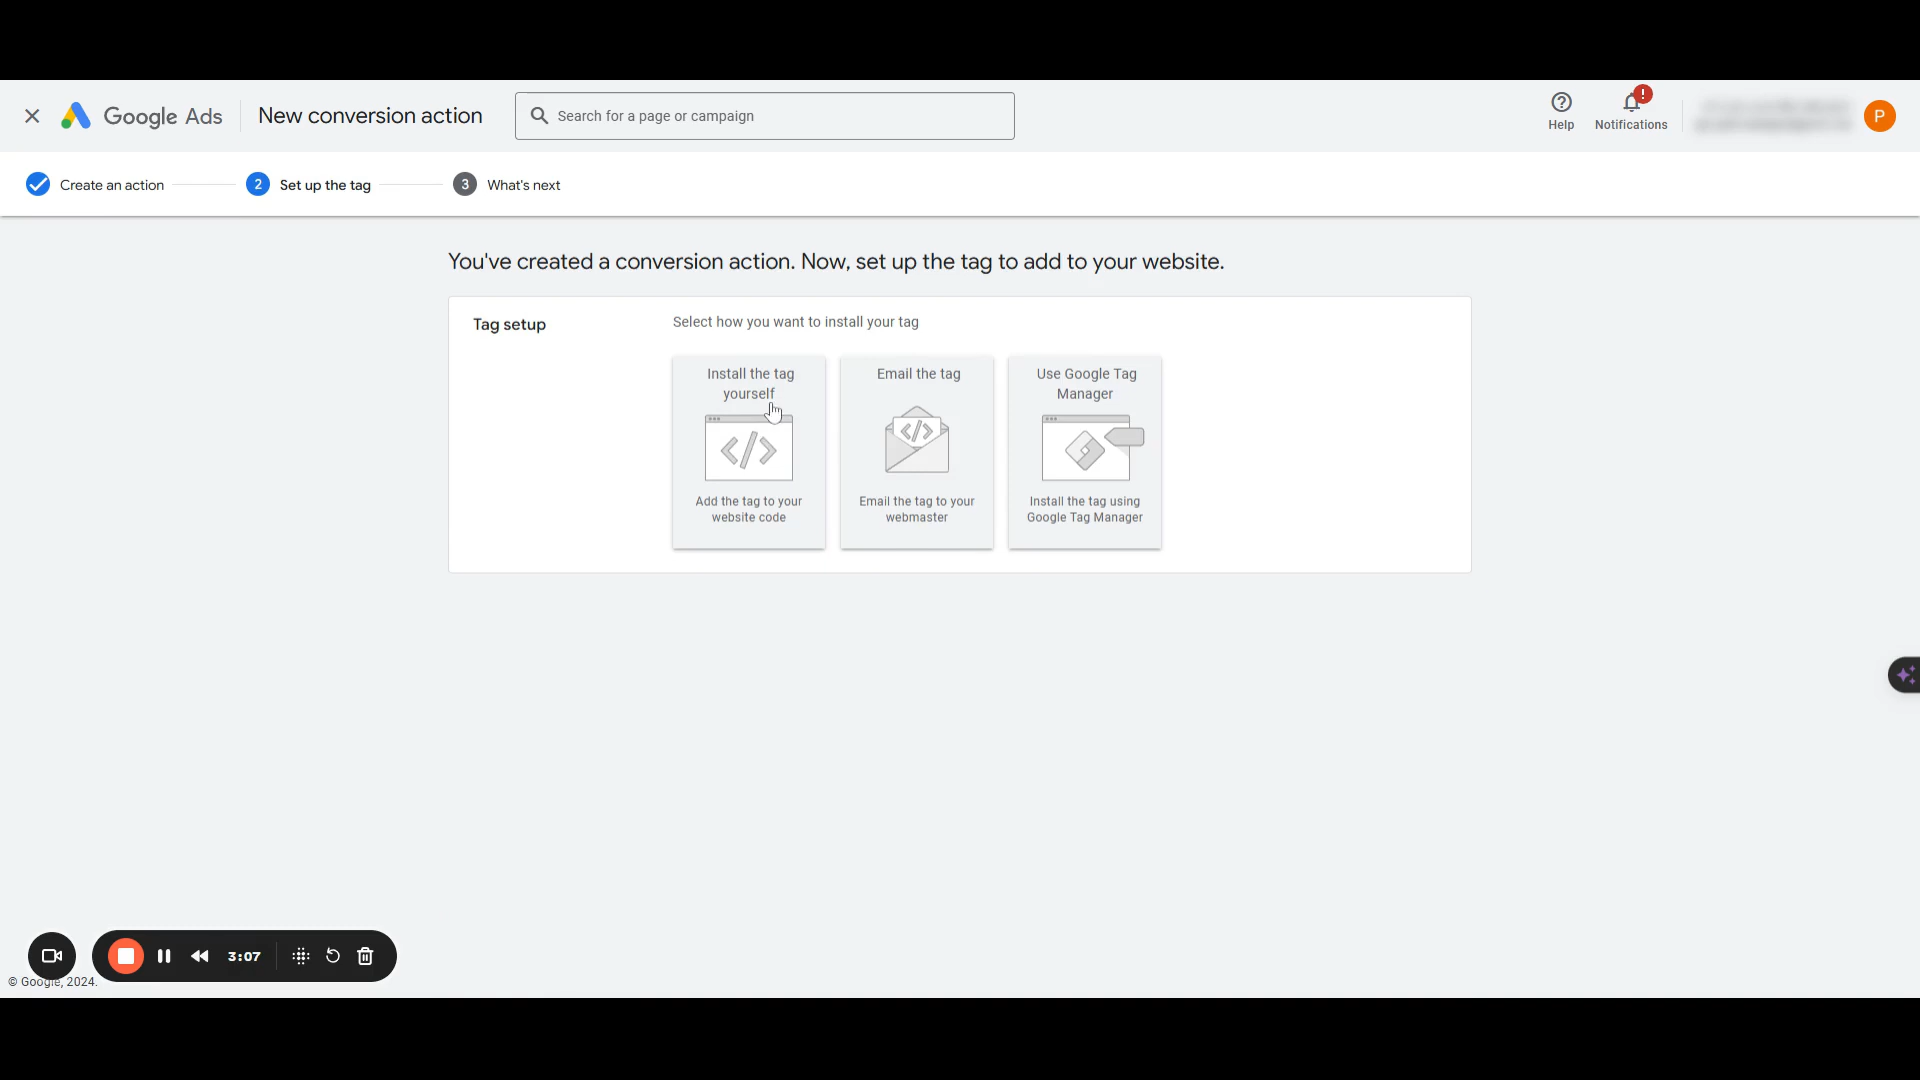 Google Ads
New conversion action
Search for a page or campaign
Help
!
Notifications
P
Create an action
2
Set up the tag
3
What's next
You've created a conversion action. Now, set up the tag to add to your website.
Tag setup
Select how you want to install your tag
Install the tag
yourself
</>
Add the tag to your
website code
Email the tag
</>
Email the tag to your
webmaster
Use Google Tag
Manager
Install the tag using
Google Tag Manager
3:07
© Google, 2024.